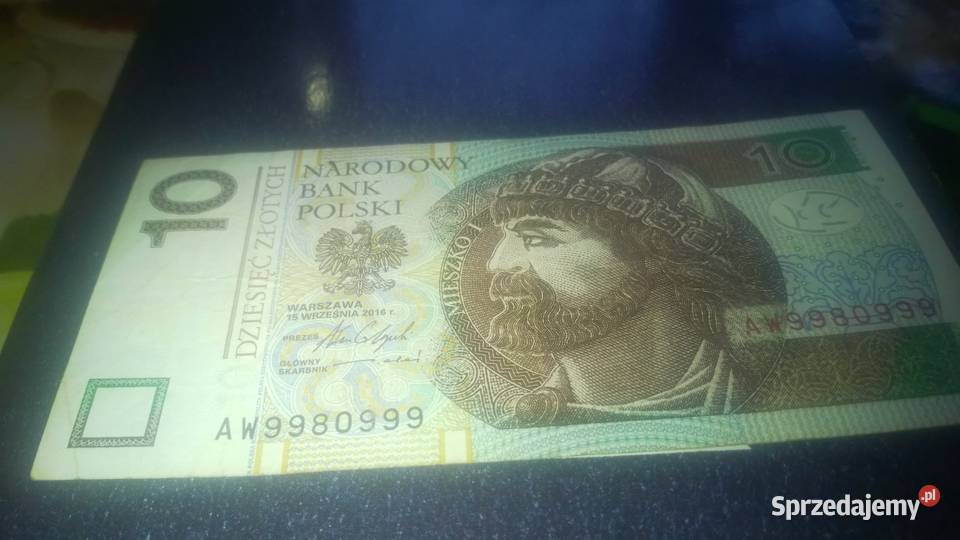 10
DZIESIĘĆ ZŁOTYCH
NARODOWY
BANK
POLSKI
WARSZAWA
15 WRZEŚNIA 2016 r.
PREZES
GŁÓWNY
SKARBNIK
AW9980999
MIESZKO I
10
AW9980999
Sprzedajemy.pl